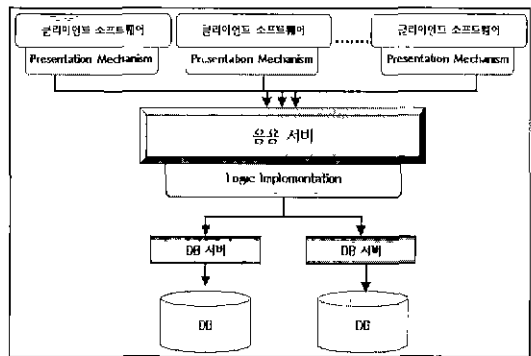 클라이언트 소프트웨어 클라이언트 소프트웨어 클라이언트 소프트웨어
Presentation Mechanism Presentation Mechanism Presentation Mechanism
응용 서버
Logic Implementation
DB 서버 DB 서버
DB DB